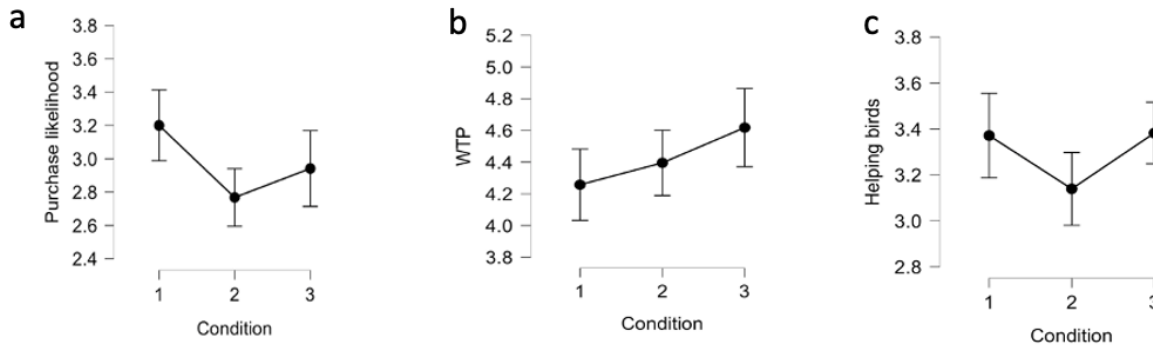 a
Purchase likelihood
3.8
3.6
3.4
3.2
3.0
2.8
2.6
2.4
1 2 3
Condition
b
WTP
5.2
5.0
4.8
4.6
4.4
4.2
4.0
3.8
1 2 3
Condition
c
Helping birds
3.8
3.6
3.4
3.2
3.0
2.8
1 2 3
Condition